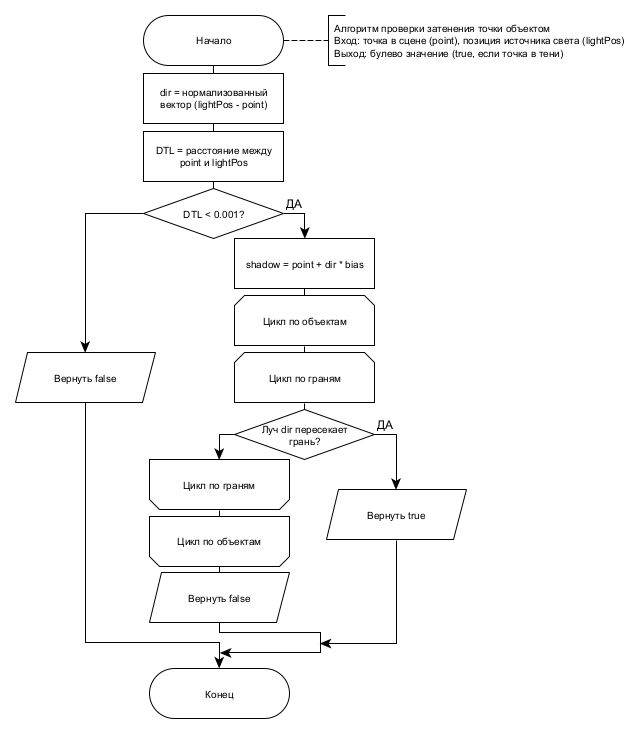 Начало
Алгоритм проверки затенения точки объектом
Вход: точка в сцене (point), позиция источника света (lightPos)
Выход: булево значение (true, если точка в тени)
dir = нормализованный
вектор (lightPos - point)
DTL = расстояние между
point и lightPos
DTL < 0.001?
ДА
shadow = point + dir * bias
Цикл по объектам
Вернуть false
Цикл по граням
Луч dir пересекает
грань?
ДА
Цикл по граням
Вернуть true
Цикл по объектам
Вернуть false
Конец